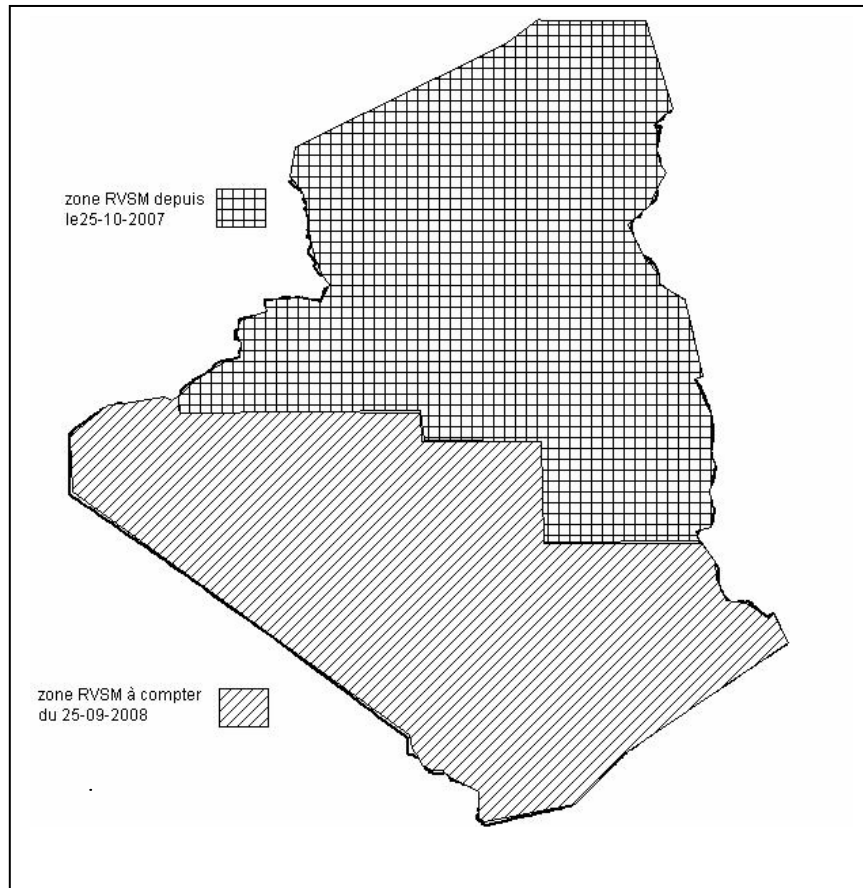 zone RVSM depuis
le25-10-2007
zone RVSM à compter
du 25-09-2008